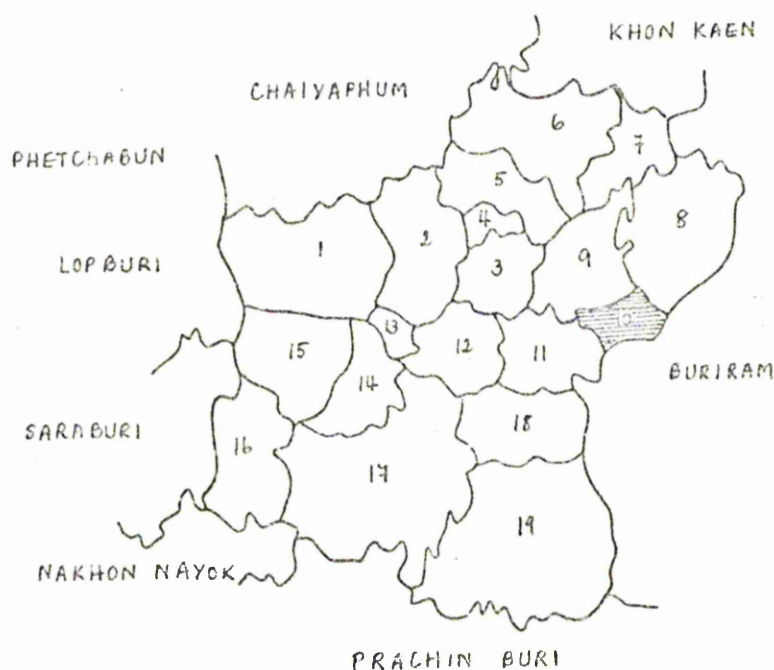 KHON KAEN
CHAIYAPHUM
6
7
PHETCHABUN
5
8
4
1
2
9
LOPBURI
3
10
13
15
12
11
14
BURIRAM
18
SARABURI
16
17
19
NAKHON NAYOK
PRACHIN BURI